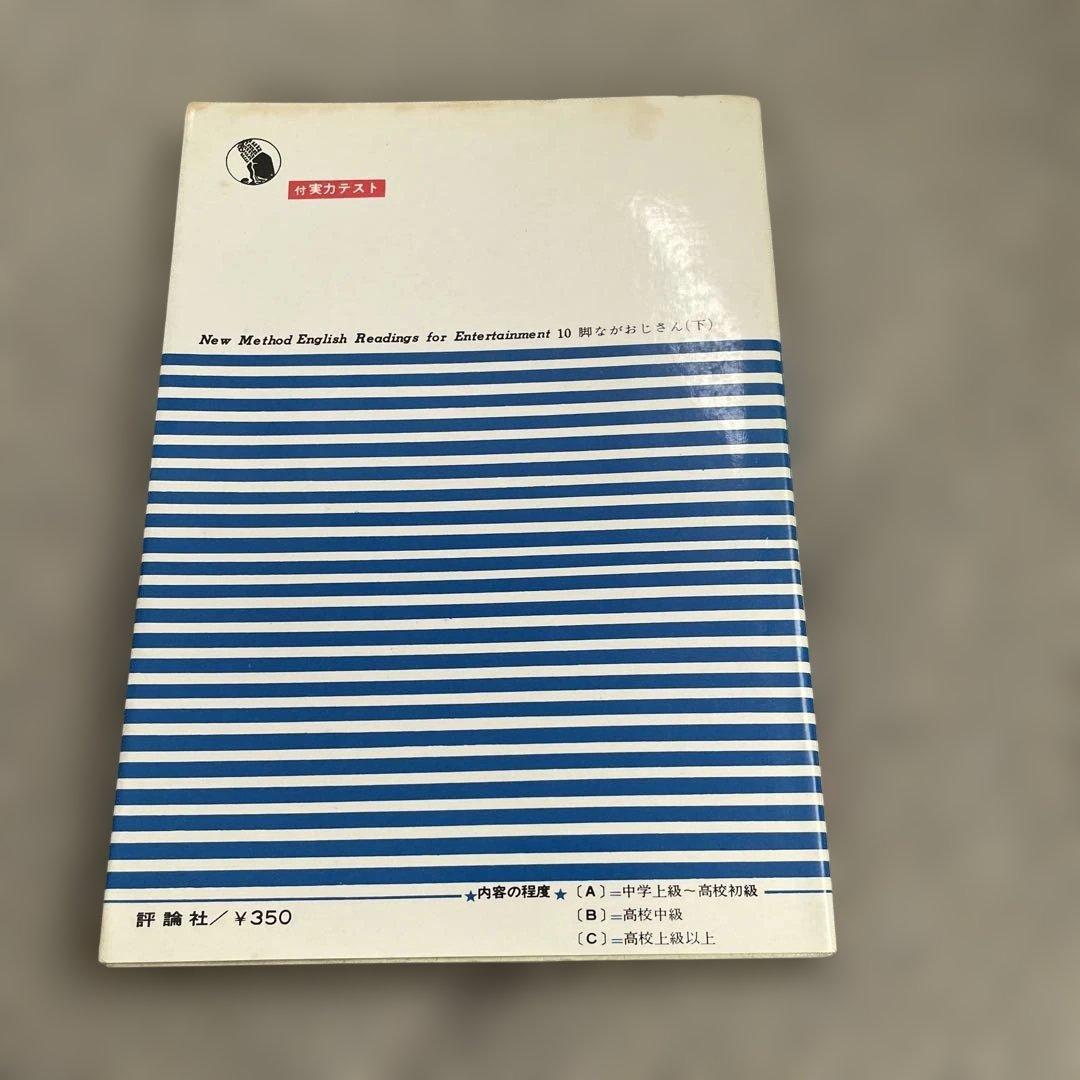 付実力テスト
New Method English Readings for Entertainment 10 脚ながおじさん(下)
★内容の程度★〔A〕=中学上級～高校初級
〔B〕=高校中級
〔C〕=高校上級以上
評論社/¥350